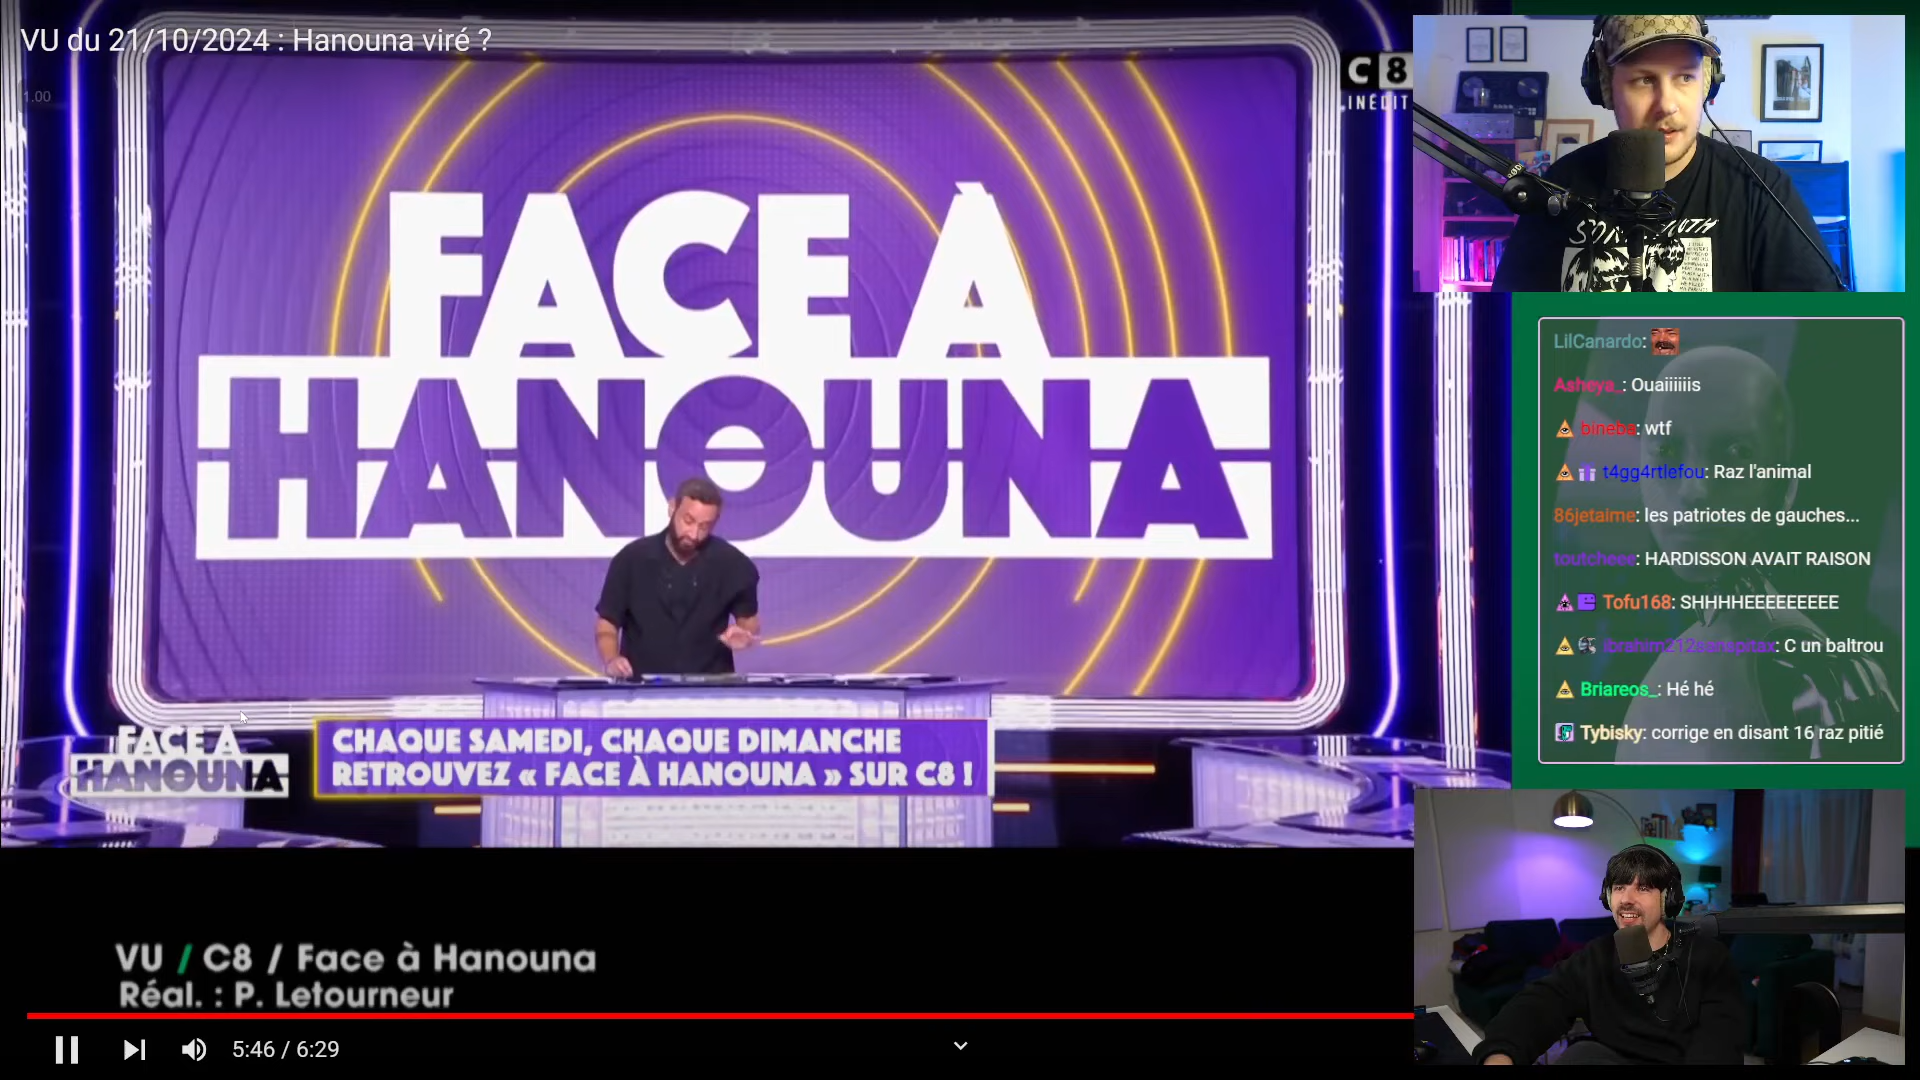 VU du 21/10/2024 : Hanouna viré ?
1.00
C8
INÉDIT
FACE À
HANOUNA
FACE À
HANOUNA
CHAQUE SAMEDI, CHAQUE DIMANCHE
RETROUVEZ « FACE À HANOUNA » SUR C8 !
VU / C8 / Face à Hanouna
Réal. : P. Letourneur
5:46 / 6:29
LilCanardo:
Asheya_: Ouaiiiiiis
bineba: wtf
t4gg4rtlefou: Raz l'animal
86jetaime: les patriotes de gauches...
toutcheee: HARDISSON AVAIT RAISON
Tofu168: SHHHHEEEEEEEEE
ibrahim212sansprtax: C un baltrou
Briareos_: Hé hé
Tybisky: corrige en disant 16 raz pitié